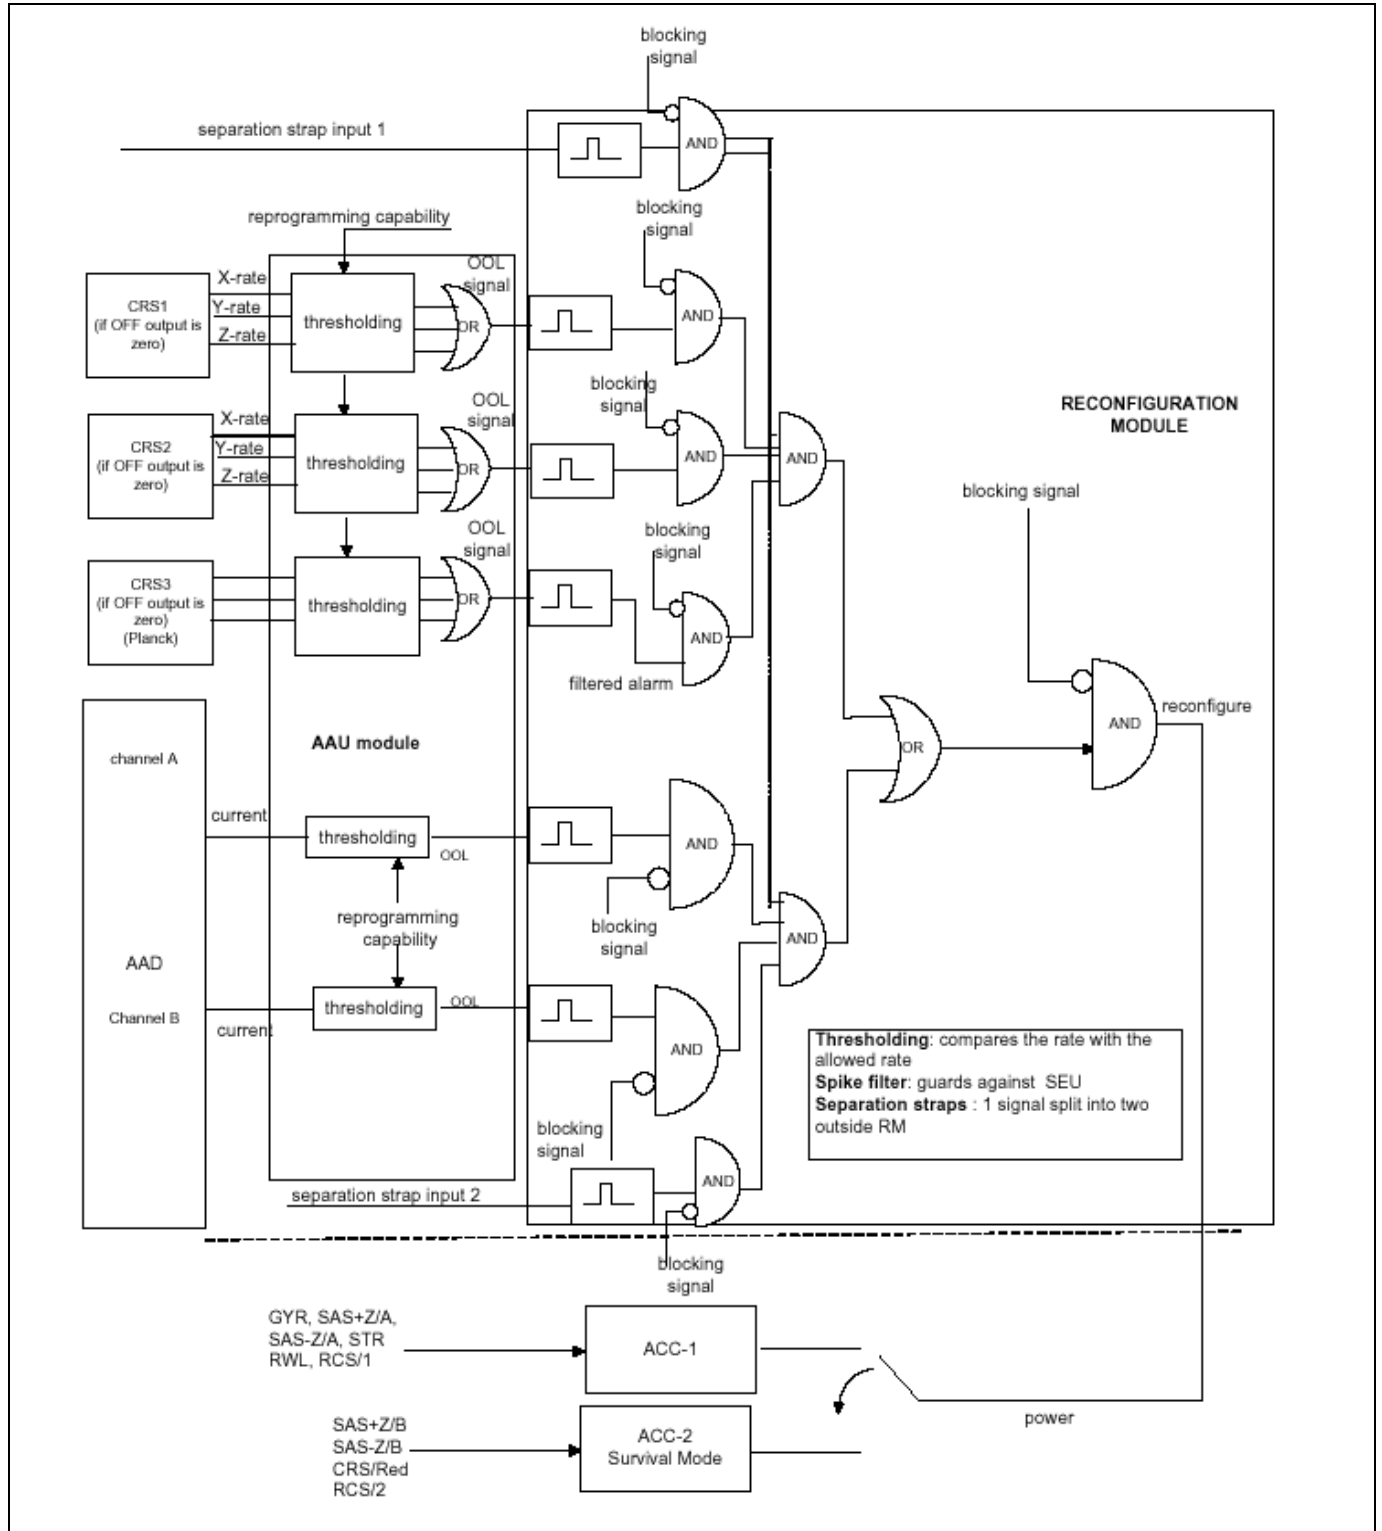 blocking
signal
separation strap input 1
AND
reprogramming capability
blocking
signal
OOL
signal
CRS1
(if OFF output is
zero)
X-rate
Y-rate
Z-rate
thresholding
OR
AND
blocking
signal
OOL
signal
CRS2
(if OFF output is
zero)
X-rate
Y-rate
Z-rate
thresholding
OR
AND
AND
RECONFIGURATION
MODULE
blocking signal
OOL
signal
blocking
signal
CRS3
(if OFF output is
zero)
(Planck)
thresholding
OR
AND
filtered alarm
AAU module
channel A
current
thresholding
OOL
AND
blocking
signal
OR
AND
reconfigure
reprogramming
capability
AAD
AND
Channel B
current
thresholding
OOL
AND
blocking
signal
Thresholding: compares the rate with the
allowed rate
Spike filter: guards against SEU
Separation straps : 1 signal split into two
outside RM
separation strap input 2
AND
blocking
signal
GYR, SAS+Z/A,
SAS-Z/A, STR
RWL, RCS/1
ACC-1
power
SAS+Z/B
SAS-Z/B
CRS/Red
RCS/2
ACC-2
Survival Mode